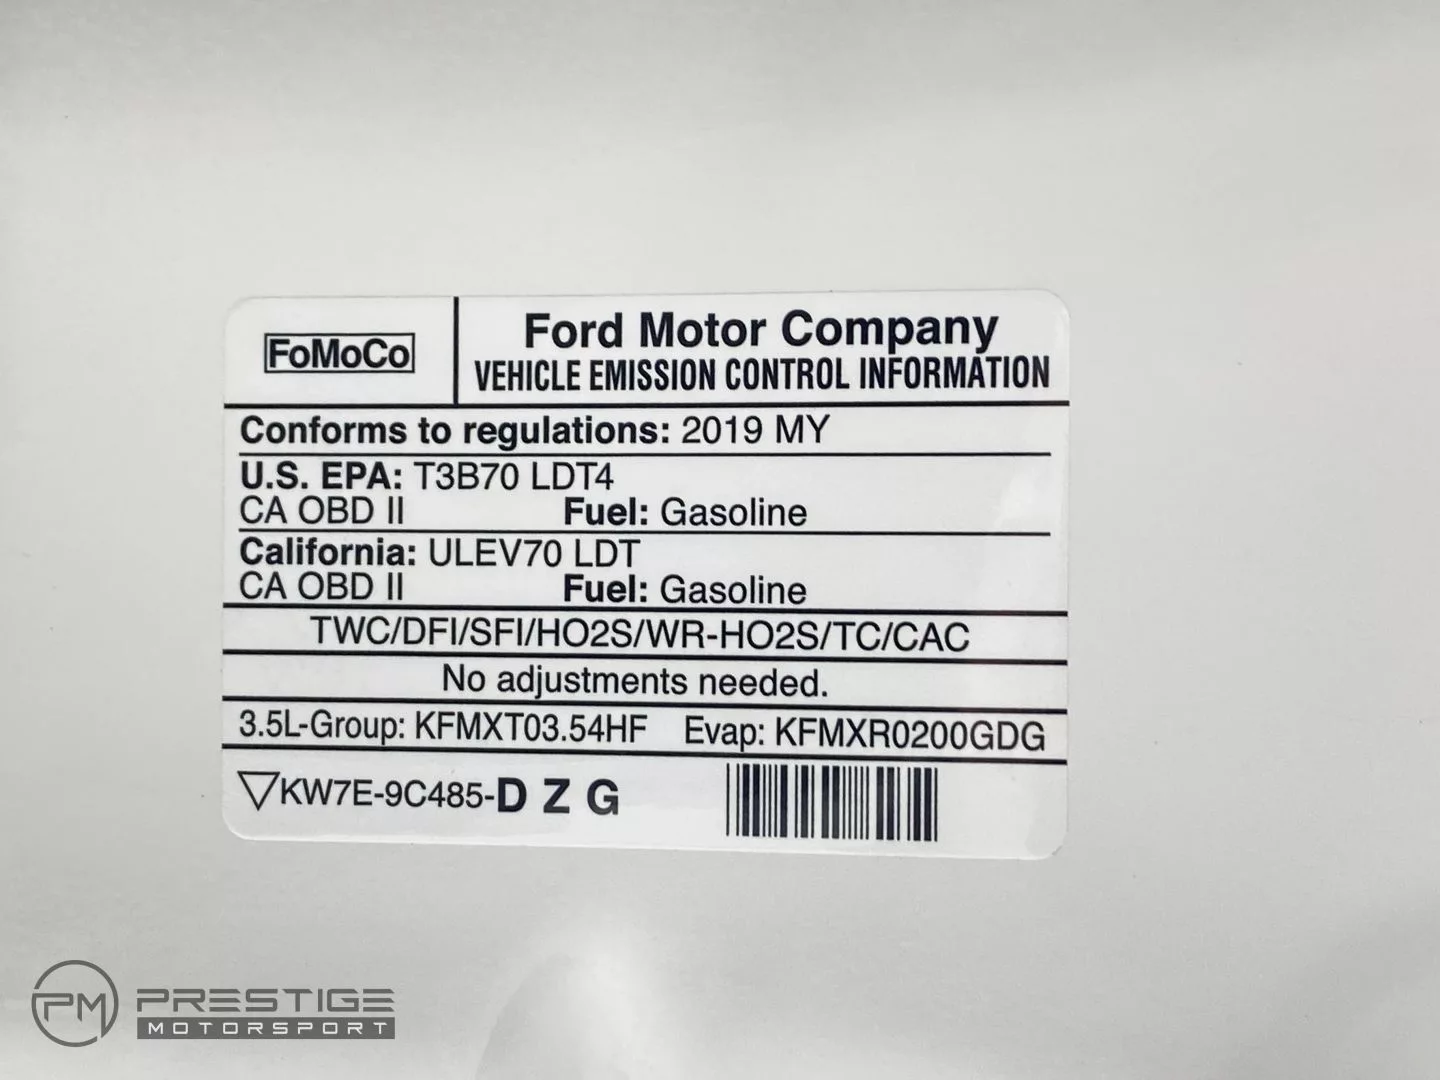 FoMoCo
Ford Motor Company
VEHICLE EMISSION CONTROL INFORMATION
Conforms to regulations: 2019 MY
U.S. EPA: T3B70 LDT4
CA OBD II Fuel: Gasoline
California: ULEV70 LDT
CA OBD II Fuel: Gasoline
TWC/DFI/SFI/HO2S/WR-HO2S/TC/CAC
No adjustments needed.
3.5L-Group: KFMXT03.54HF Evap: KFMXR0200GDG
▽KW7E-9C485-D Z G
PM PRESTIGE
MOTORSPORT